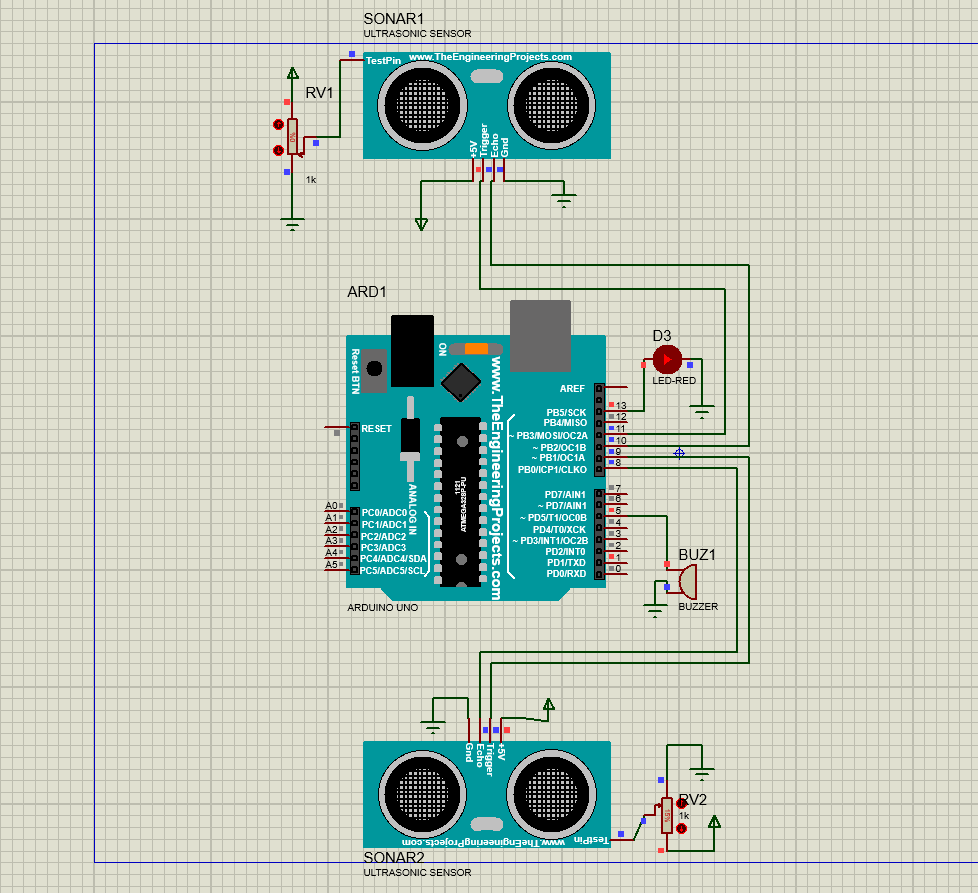 SONAR1
ULTRASONIC SENSOR
TestPin
www.TheEngineeringProjects.com
+5V
Trigger
Echo
Gnd
RV1
0%
1k
ARD1
ON
Reset BTN
www.TheEngineeringProjects.com
AREF
RESET
PB5/SCK
13
PB4/MISO
12
~ PB3/MOSI/OC2A
11
~ PB2/OC1B
10
~ PB1/OC1A
9
PB0/ICP1/CLKO
8
1121
ATMEGA328P-PU
ANALOG IN
PD7/AIN1
7
~ PD7/AIN1
6
~ PD5/T1/OC0B
5
PD4/T0/XCK
4
~ PD3/INT1/OC2B
3
PD2/INT0
2
PD1/TXD
1
PD0/RXD
0
A0
PC0/ADC0
A1
PC1/ADC1
A2
PC2/ADC2
A3
PC3/ADC3
A4
PC4/ADC4/SDA
A5
PC5/ADC5/SCL
ARDUINO UNO
D3
LED-RED
BUZ1
BUZZER
Gnd
Echo
Trigger
+5V
www.TheEngineeringProjects.com
TestPin
SONAR2
ULTRASONIC SENSOR
RV2
1k